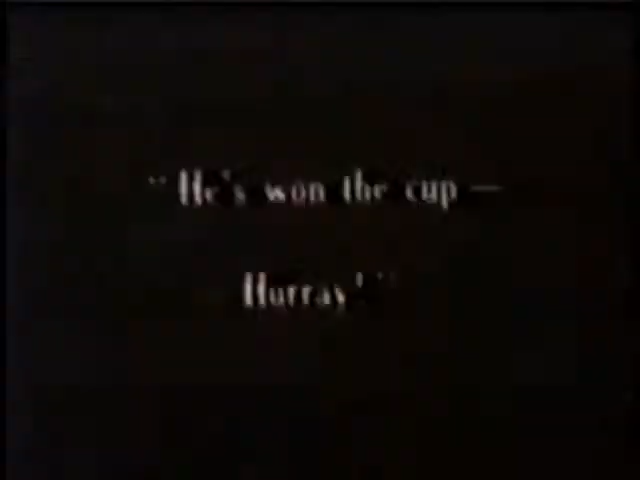 "He's won the cup —
Hurray!"